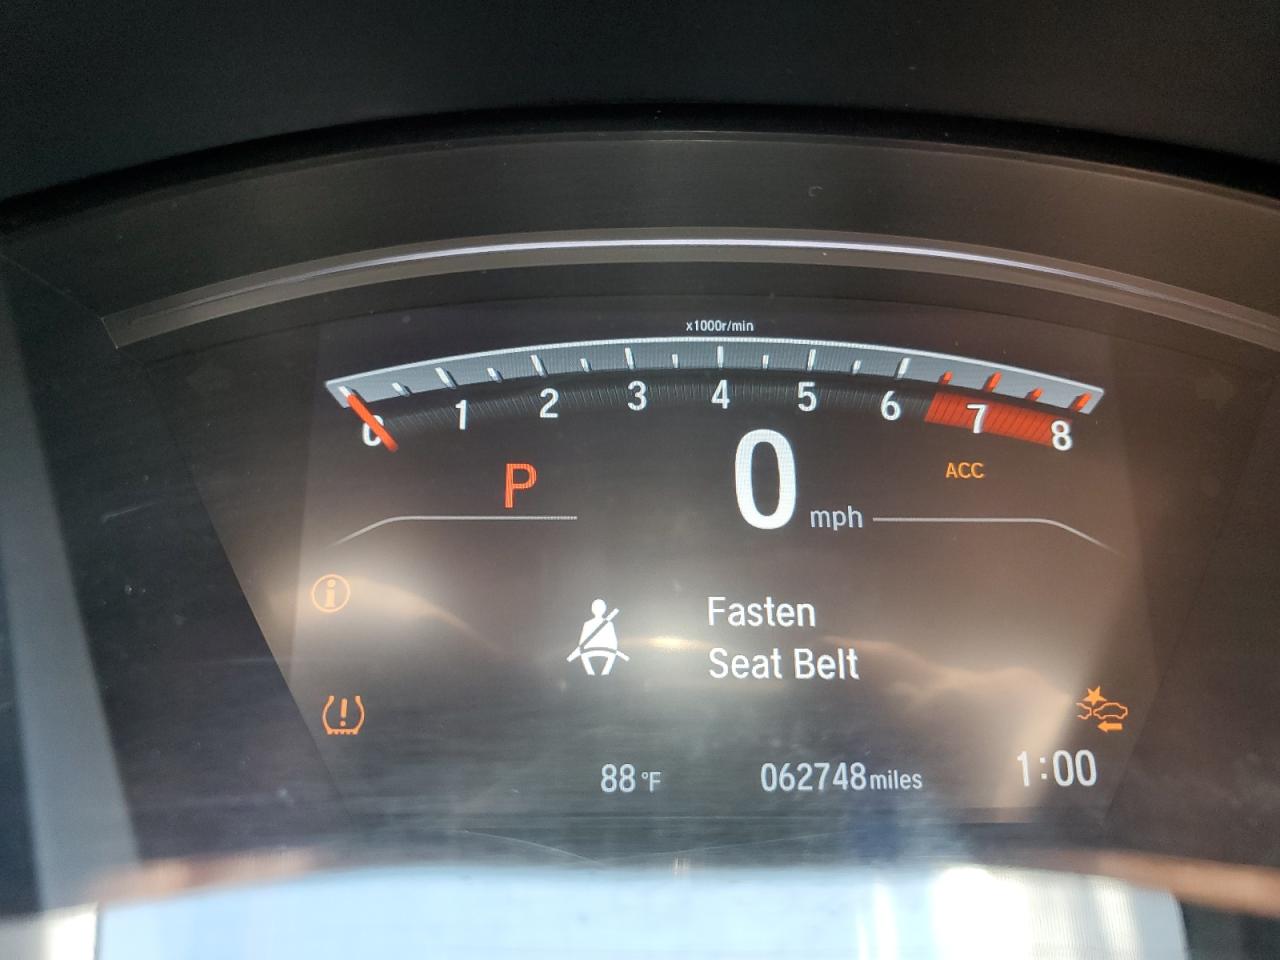 x1000r/min
0 1 2 3 4 5 6 7 8
P
0 mph
ACC
Fasten
Seat Belt
88 °F
062748 miles
1:00